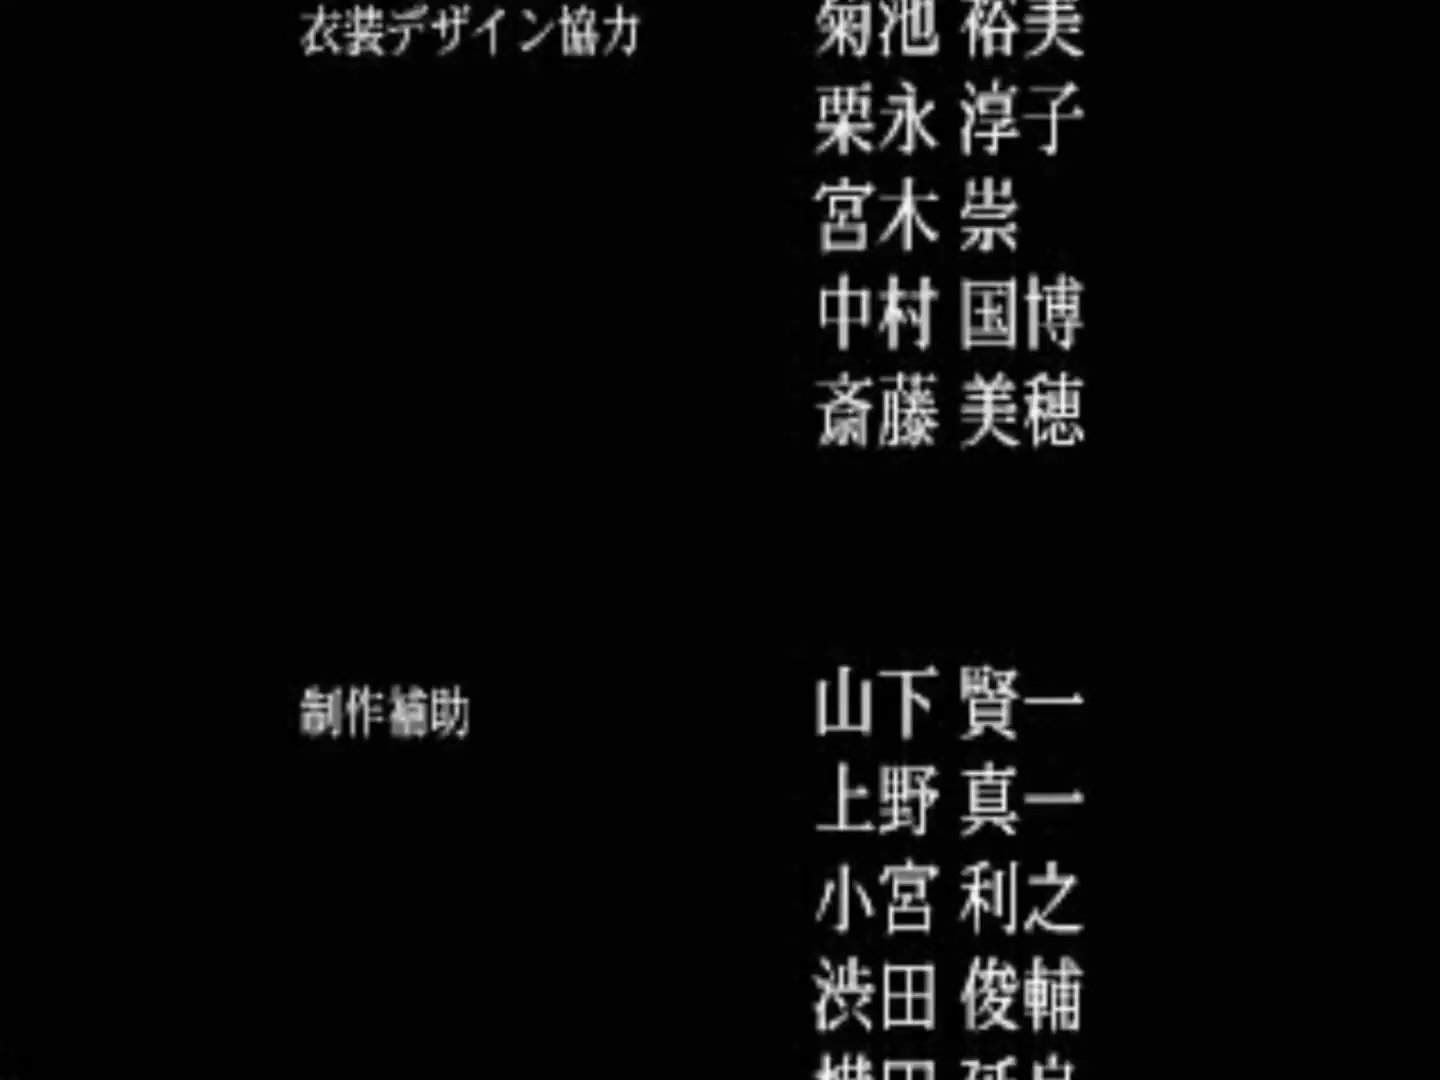 衣装デザイン協力 菊池 裕美
栗永 淳子
宮木 崇
中村 国博
斎藤 美穂
制作補助 山下 賢一
上野 真一
小宮 利之
渋田 俊輔